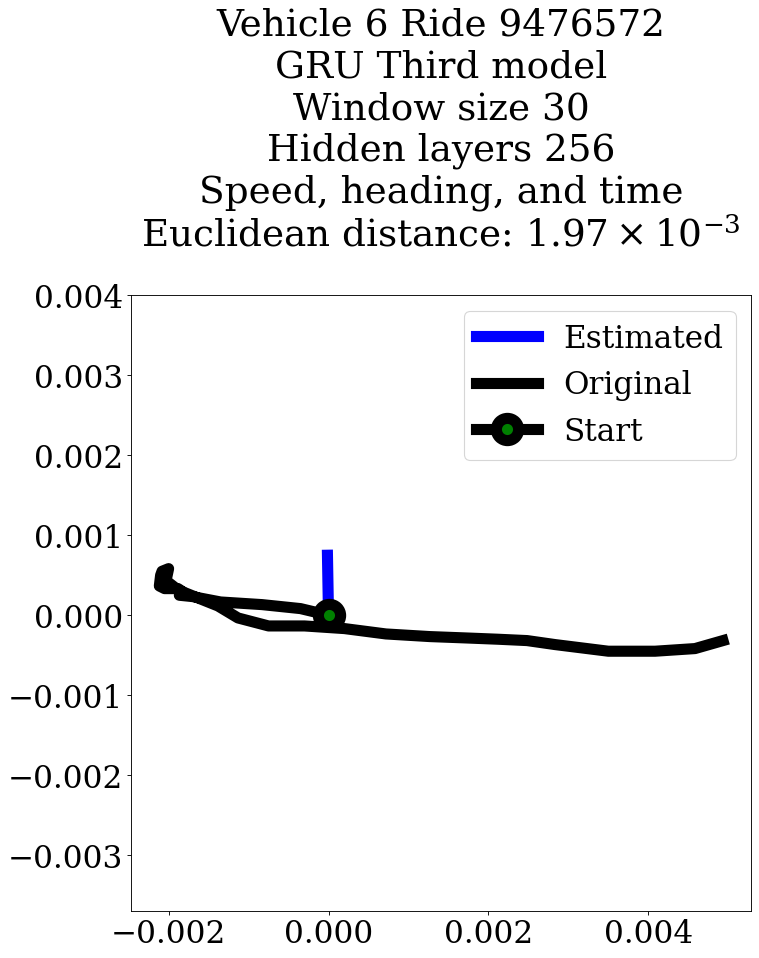 Vehicle 6 Ride 9476572
GRU Third model
Window size 30
Hidden layers 256
Speed, heading, and time
Euclidean distance: 1.97 × 10⁻³
Estimated
Original
Start
0.004
0.003
0.002
0.001
0.000
−0.001
−0.002
−0.003
−0.002 0.000 0.002 0.004